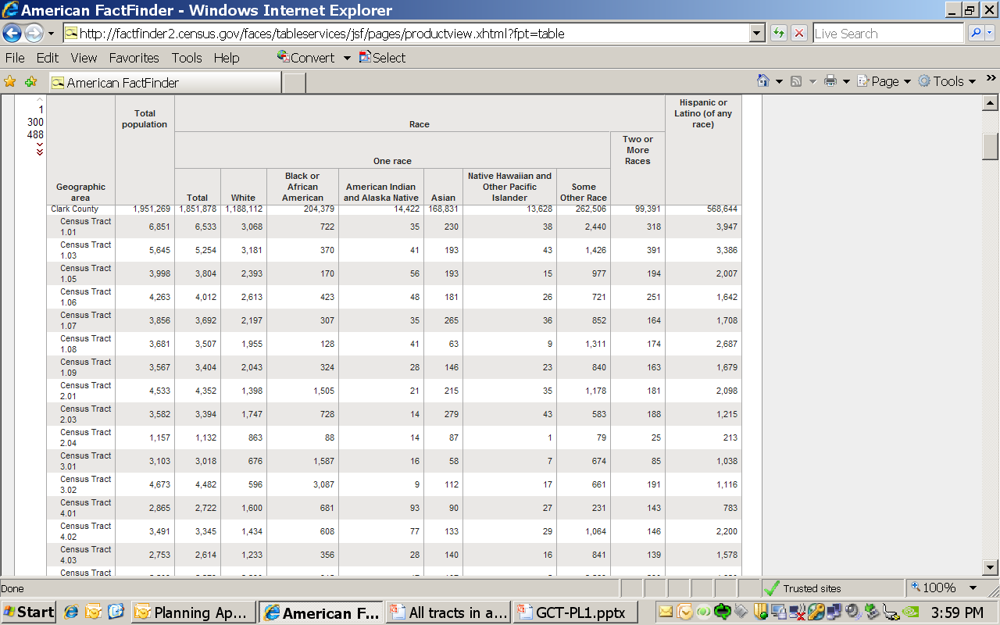 American FactFinder - Windows Internet Explorer
http://factfinder2.census.gov/faces/tableservices/jsf/pages/productview.xhtml?fpt=table
Live Search
File Edit View Favorites Tools Help Convert Select
American FactFinder
Page Tools
1
300
488
Geographic area
Total population
Race
Hispanic or Latino (of any race)
One race
Two or More Races
Total White Black or African American American Indian and Alaska Native Asian Native Hawaiian and Other Pacific Islander Some Other Race
Clark County 1,951,269 1,851,878 1,188,112 204,379 14,422 168,831 13,628 262,506 99,391 568,644
Census Tract 1.01 6,851 6,533 3,068 722 35 230 38 2,440 318 3,947
Census Tract 1.03 5,645 5,254 3,181 370 41 193 43 1,426 391 3,386
Census Tract 1.05 3,998 3,804 2,393 170 56 193 15 977 194 2,007
Census Tract 1.06 4,263 4,012 2,613 423 48 181 26 721 251 1,642
Census Tract 1.07 3,856 3,692 2,197 307 35 265 36 852 164 1,708
Census Tract 1.08 3,681 3,507 1,955 128 41 63 9 1,311 174 2,687
Census Tract 1.09 3,567 3,404 2,043 324 28 146 23 840 163 1,679
Census Tract 2.01 4,533 4,352 1,398 1,505 21 215 35 1,178 181 2,098
Census Tract 2.03 3,582 3,394 1,747 728 14 279 43 583 188 1,215
Census Tract 2.04 1,157 1,132 863 88 14 87 1 79 25 213
Census Tract 3.01 3,103 3,018 676 1,587 16 58 7 674 85 1,038
Census Tract 3.02 4,673 4,482 596 3,087 9 112 17 661 191 1,116
Census Tract 4.01 2,865 2,722 1,600 681 93 90 27 231 143 783
Census Tract 4.02 3,491 3,345 1,434 608 77 133 29 1,064 146 2,200
Census Tract 4.03 2,753 2,614 1,233 356 28 140 16 841 139 1,578
Census Tract
Done Trusted sites 100%
Start Planning Ap... American F... All tracts in a... GCT-PL1.pptx 3:59 PM